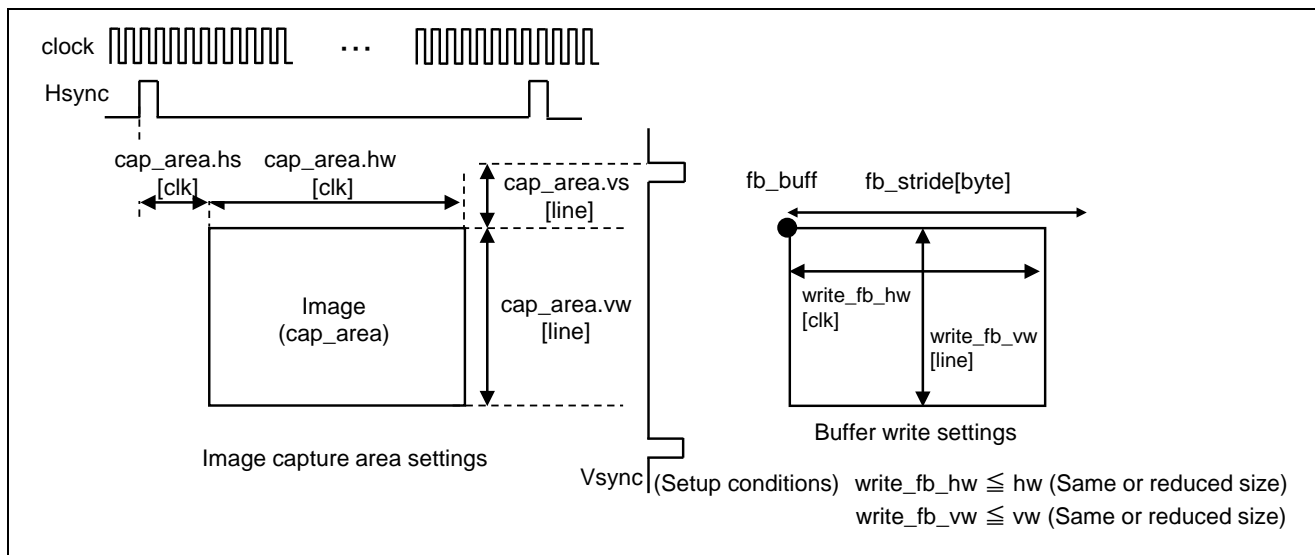 clock
...
Hsync
cap_area.hs
[clk]
cap_area.hw
[clk]
cap_area.vs
[line]
fb_buff
fb_stride[byte]
Image
(cap_area)
cap_area.vw
[line]
write_fb_hw
[clk]
write_fb_vw
[line]
Image capture area settings
Buffer write settings
Vsync
(Setup conditions) write_fb_hw ≦ hw (Same or reduced size)
write_fb_vw ≦ vw (Same or reduced size)